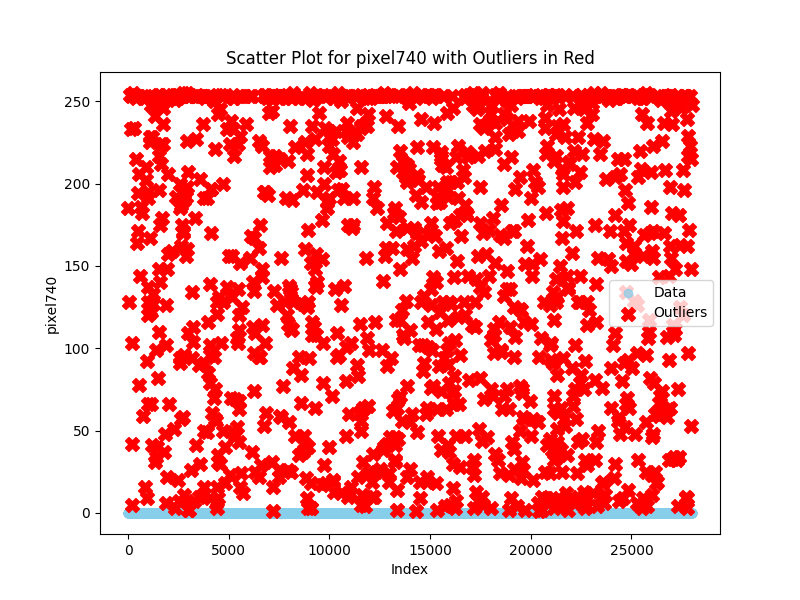 Scatter Plot for pixel740 with Outliers in Red
250
200
150
100
50
0
pixel740
Data
Outliers
0 5000 10000 15000 20000 25000
Index